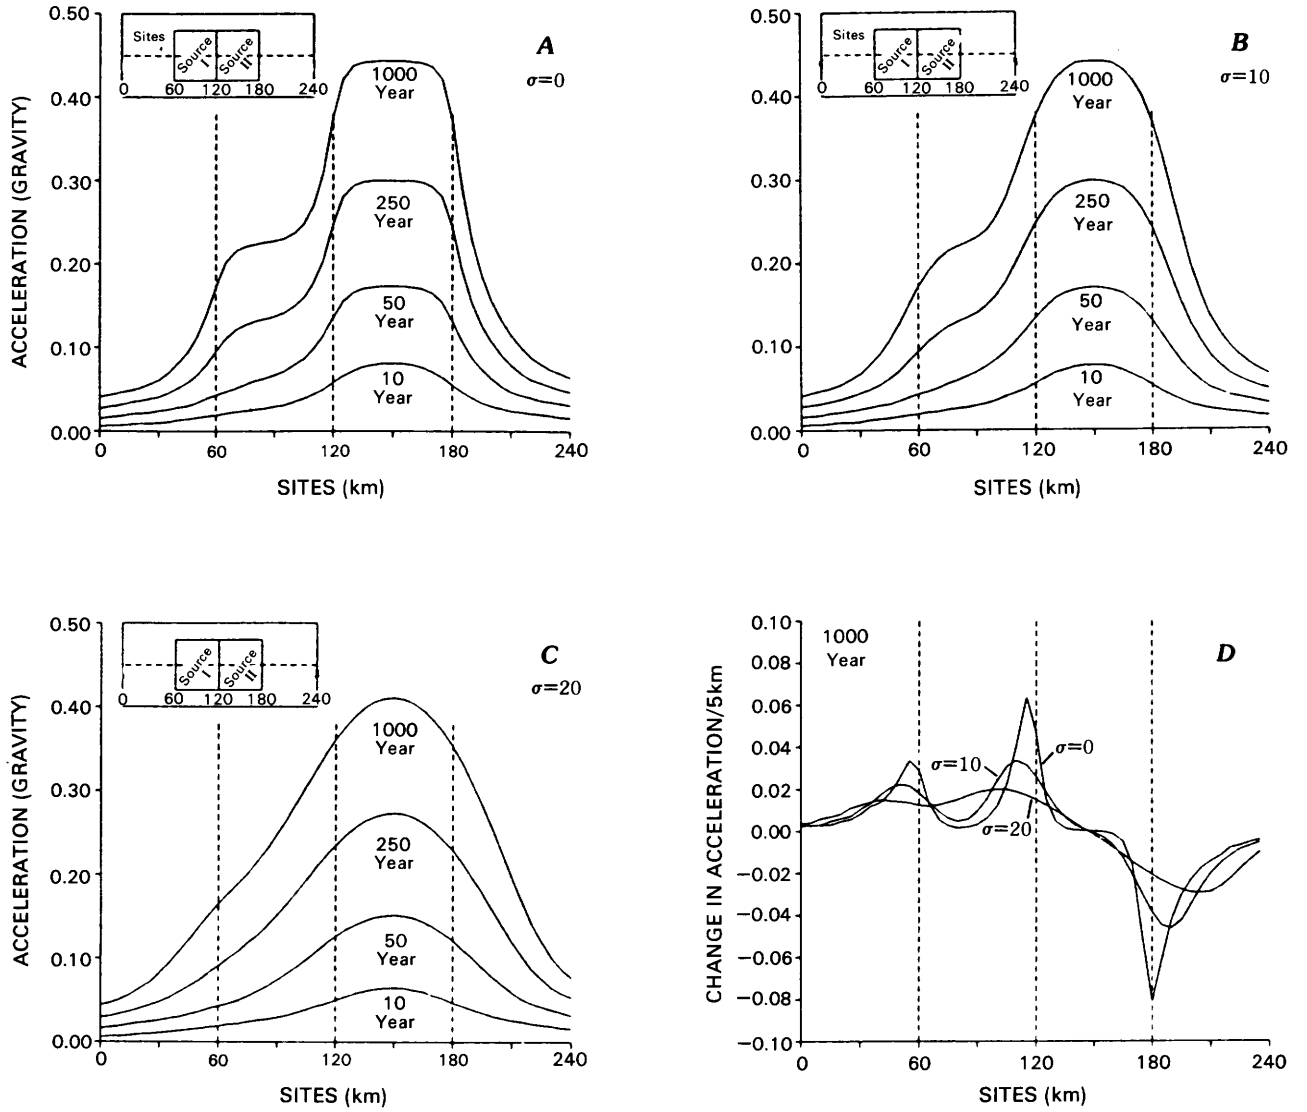 A
σ=0
0.50
0.40
0.30
0.20
0.10
0.00
ACCELERATION (GRAVITY)
Sites
Source I
Source II
0 60 120 180 240
1000 Year
250 Year
50 Year
10 Year
0 60 120 180 240
SITES (km)
B
σ=10
0.50
0.40
0.30
0.20
0.10
0.00
Sites
Source I
Source II
0 60 120 180 240
1000 Year
250 Year
50 Year
10 Year
0 60 120 180 240
SITES (km)
C
σ=20
0.50
0.40
0.30
0.20
0.10
0.00
ACCELERATION (GRAVITY)
Source I
Source II
0 60 120 180 240
1000 Year
250 Year
50 Year
10 Year
0 60 120 180 240
SITES (km)
D
1000 Year
0.10
0.08
0.06
0.04
0.02
0.00
−0.02
−0.04
−0.06
−0.08
−0.10
CHANGE IN ACCELERATION/5km
σ=10
σ=0
σ=20
0 60 120 180 240
SITES (km)